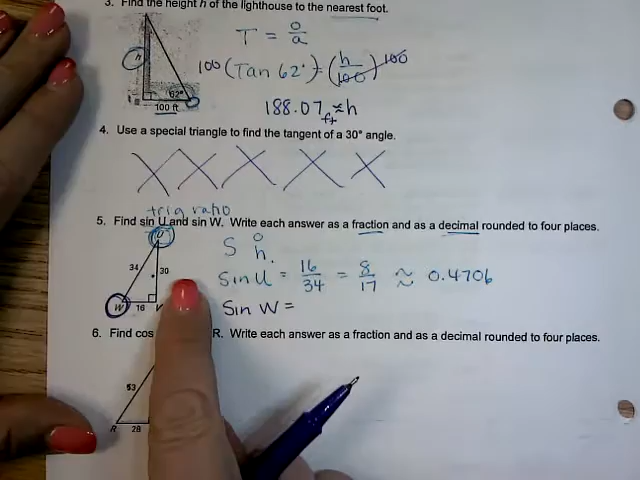 3. Find the height h of the lighthouse to the nearest foot.
T = o/a
h
100 (Tan 62°) = (h/100) 100
62°
100 ft
188.07 ft ≈ h
4. Use a special triangle to find the tangent of a 30° angle.
trig ratio
5. Find sin U and sin W. Write each answer as a fraction and as a decimal rounded to four places.
U
S o/h.
34
30
Sin U = 16/34 = 8/17 ≈ 0.4706
W
16
V
Sin W =
6. Find cos
R. Write each answer as a fraction and as a decimal rounded to four places.
53
R
28